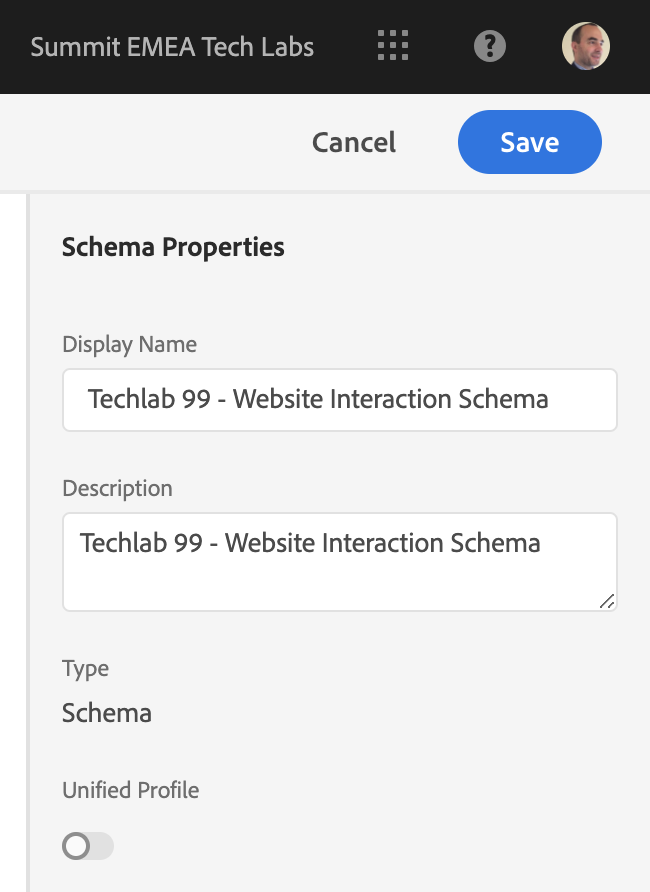 Summit EMEA Tech Labs
Cancel
Save
Schema Properties
Display Name
Techlab 99 - Website Interaction Schema
Description
Techlab 99 - Website Interaction Schema
Type
Schema
Unified Profile